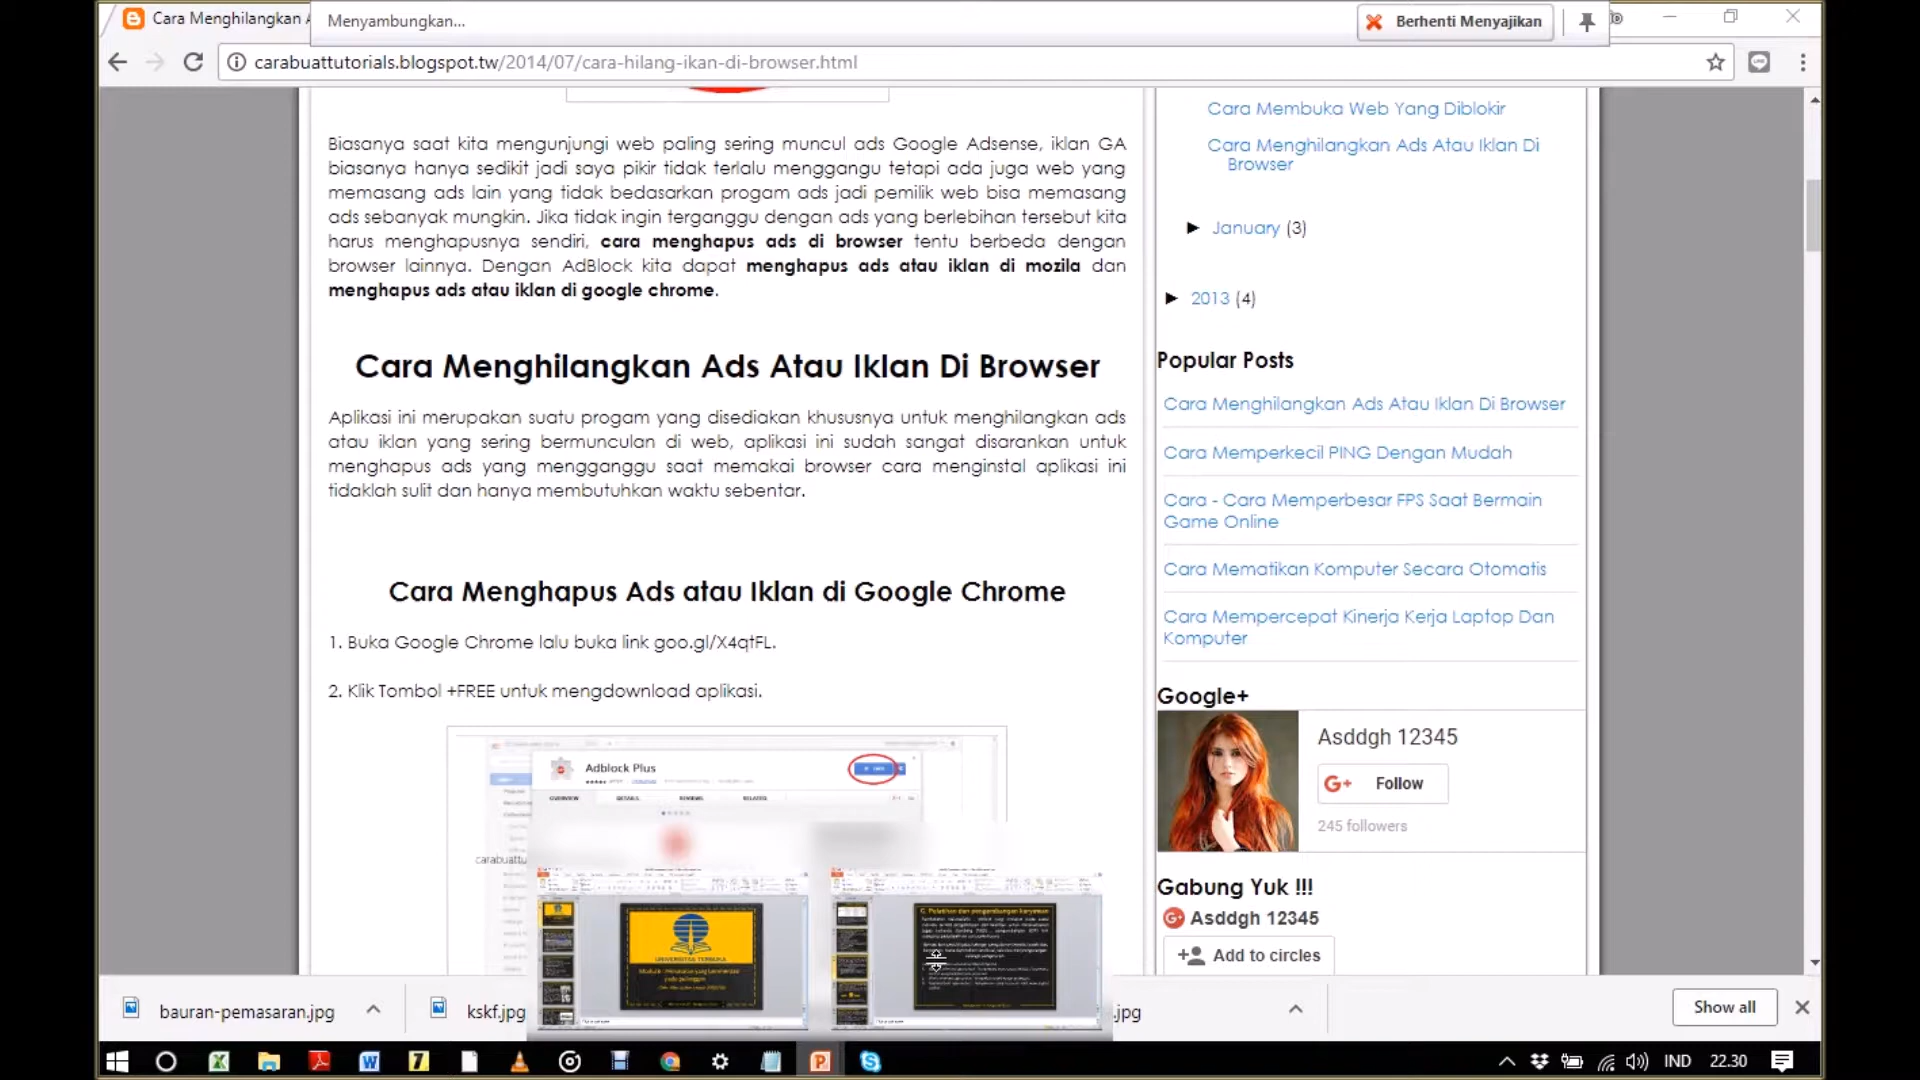 Cara Menghilangkan A
Menyambungkan...
Berhenti Menyajikan
carabuattutorials.blogspot.tw/2014/07/cara-hilang-ikan-di-browser.html
Biasanya saat kita mengunjungi web paling sering muncul ads Google Adsense, iklan GA
biasanya hanya sedikit jadi saya pikir tidak terlalu menggangu tetapi ada juga web yang
memasang ads lain yang tidak bedasarkan progam ads jadi pemilik web bisa memasang
ads sebanyak mungkin. Jika tidak ingin terganggu dengan ads yang berlebihan tersebut kita
harus menghapusnya sendiri, cara menghapus ads di browser tentu berbeda dengan
browser lainnya. Dengan AdBlock kita dapat menghapus ads atau iklan di mozila dan
menghapus ads atau iklan di google chrome.
Cara Menghilangkan Ads Atau Iklan Di Browser
Aplikasi ini merupakan suatu progam yang disediakan khususnya untuk menghilangkan ads
atau iklan yang sering bermunculan di web, aplikasi ini sudah sangat disarankan untuk
menghapus ads yang mengganggu saat memakai browser cara menginstal aplikasi ini
tidaklah sulit dan hanya membutuhkan waktu sebentar.
Cara Menghapus Ads atau Iklan di Google Chrome
1. Buka Google Chrome lalu buka link goo.gl/X4qtFL.
2. Klik Tombol +FREE untuk mengdownload aplikasi.
Adblock Plus
OVERVIEW DETAILS REVIEWS RELATED
carabuattu
UNIVERSITAS TERBUKA
C. Pelatihan dan pengembangan karyawan
Cara Membuka Web Yang Diblokir
Cara Menghilangkan Ads Atau Iklan Di
Browser
► January (3)
► 2013 (4)
Popular Posts
Cara Menghilangkan Ads Atau Iklan Di Browser
Cara Memperkecil PING Dengan Mudah
Cara - Cara Memperbesar FPS Saat Bermain
Game Online
Cara Mematikan Komputer Secara Otomatis
Cara Mempercepat Kinerja Kerja Laptop Dan
Komputer
Google+
Asddgh 12345
G+ Follow
245 followers
Gabung Yuk !!!
Asddgh 12345
Add to circles
bauran-pemasaran.jpg
kskf.jpg
.jpg
Show all
IND
22.30